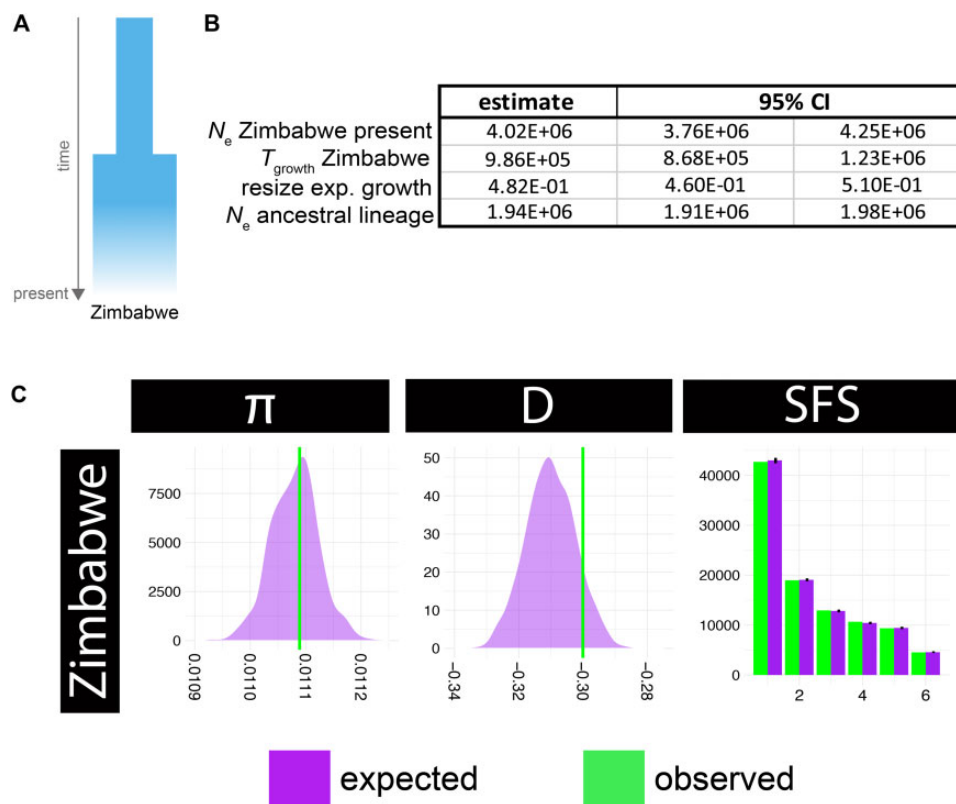 A
B
time
present
Zimbabwe
estimate 95% CI
Ne Zimbabwe present 4.02E+06 3.76E+06 4.25E+06
Tgrowth Zimbabwe 9.86E+05 8.68E+05 1.23E+06
resize exp. growth 4.82E-01 4.60E-01 5.10E-01
Ne ancestral lineage 1.94E+06 1.91E+06 1.98E+06
C
π D SFS
Zimbabwe
7500
5000
2500
0
0.0109 0.0110 0.0111 0.0112
50
40
30
20
10
0
−0.34 −0.32 −0.30 −0.28
40000
30000
20000
10000
0
2 4 6
expected observed